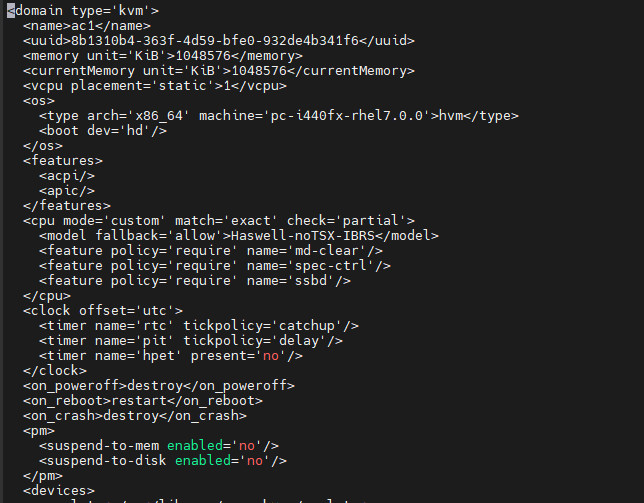 <domain type='kvm'>
  <name>ac1</name>
  <uuid>8b1310b4-363f-4d59-bfe0-932de4b341f6</uuid>
  <memory unit='KiB'>1048576</memory>
  <currentMemory unit='KiB'>1048576</currentMemory>
  <vcpu placement='static'>1</vcpu>
  <os>
    <type arch='x86_64' machine='pc-i440fx-rhel7.0.0'>hvm</type>
    <boot dev='hd'/>
  </os>
  <features>
    <acpi/>
    <apic/>
  </features>
  <cpu mode='custom' match='exact' check='partial'>
    <model fallback='allow'>Haswell-noTSX-IBRS</model>
    <feature policy='require' name='md-clear'/>
    <feature policy='require' name='spec-ctrl'/>
    <feature policy='require' name='ssbd'/>
  </cpu>
  <clock offset='utc'>
    <timer name='rtc' tickpolicy='catchup'/>
    <timer name='pit' tickpolicy='delay'/>
    <timer name='hpet' present='no'/>
  </clock>
  <on_poweroff>destroy</on_poweroff>
  <on_reboot>restart</on_reboot>
  <on_crash>destroy</on_crash>
  <pm>
    <suspend-to-mem enabled='no'/>
    <suspend-to-disk enabled='no'/>
  </pm>
  <devices>